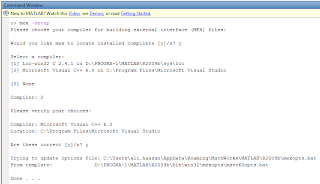 Command Window
New to MATLAB? Watch this Video, see Demos, or read Getting Started.
>> mex -setup
Please choose your compiler for building external interface (MEX) files:
Would you like mex to locate installed compilers [y]/n? y
Select a compiler:
[1] Lcc-win32 C 2.4.1 in D:\PROGRA~1\MATLAB\R2009b\sys\lcc
[2] Microsoft Visual C++ 6.0 in C:\Program Files\Microsoft Visual Studio
[0] None
Compiler: 2
Please verify your choices:
Compiler: Microsoft Visual C++ 6.0
Location: C:\Program Files\Microsoft Visual Studio
Are these correct [y]/n? y
Trying to update options file: C:\Users\ali.hassan\AppData\Roaming\MathWorks\MATLAB\R2009b\mexopts.bat
From template: D:\PROGRA~1\MATLAB\R2009b\bin\win32\mexopts\msvc60opts.bat
Done . . .